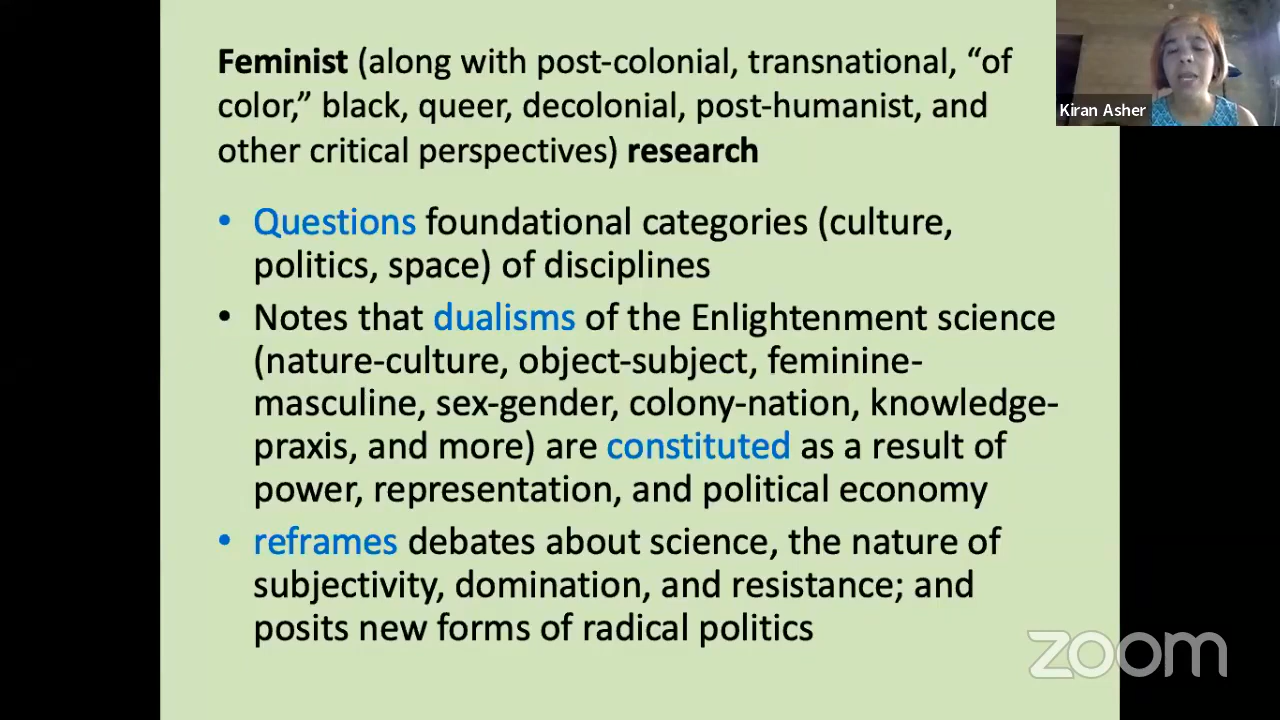 Feminist (along with post-colonial, transnational, “of
color,” black, queer, decolonial, post-humanist, and
other critical perspectives) research
• Questions foundational categories (culture,
politics, space) of disciplines
• Notes that dualisms of the Enlightenment science
(nature-culture, object-subject, feminine-
masculine, sex-gender, colony-nation, knowledge-
praxis, and more) are constituted as a result of
power, representation, and political economy
• reframes debates about science, the nature of
subjectivity, domination, and resistance; and
posits new forms of radical politics
Kiran Asher
zoom